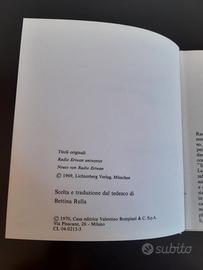 Titoli originali
Radio Eriwan antwortet
Neues von Radio Eriwan
© 1969, Lichtenberg Verlag, München
Scelta e traduzione dal tedesco di
Bettina Rulla
© 1970, Casa editrice Valentino Bompiani & C. S.p.A.
Via Pisacane, 26 - Milano
CL 04-0213-3
subito